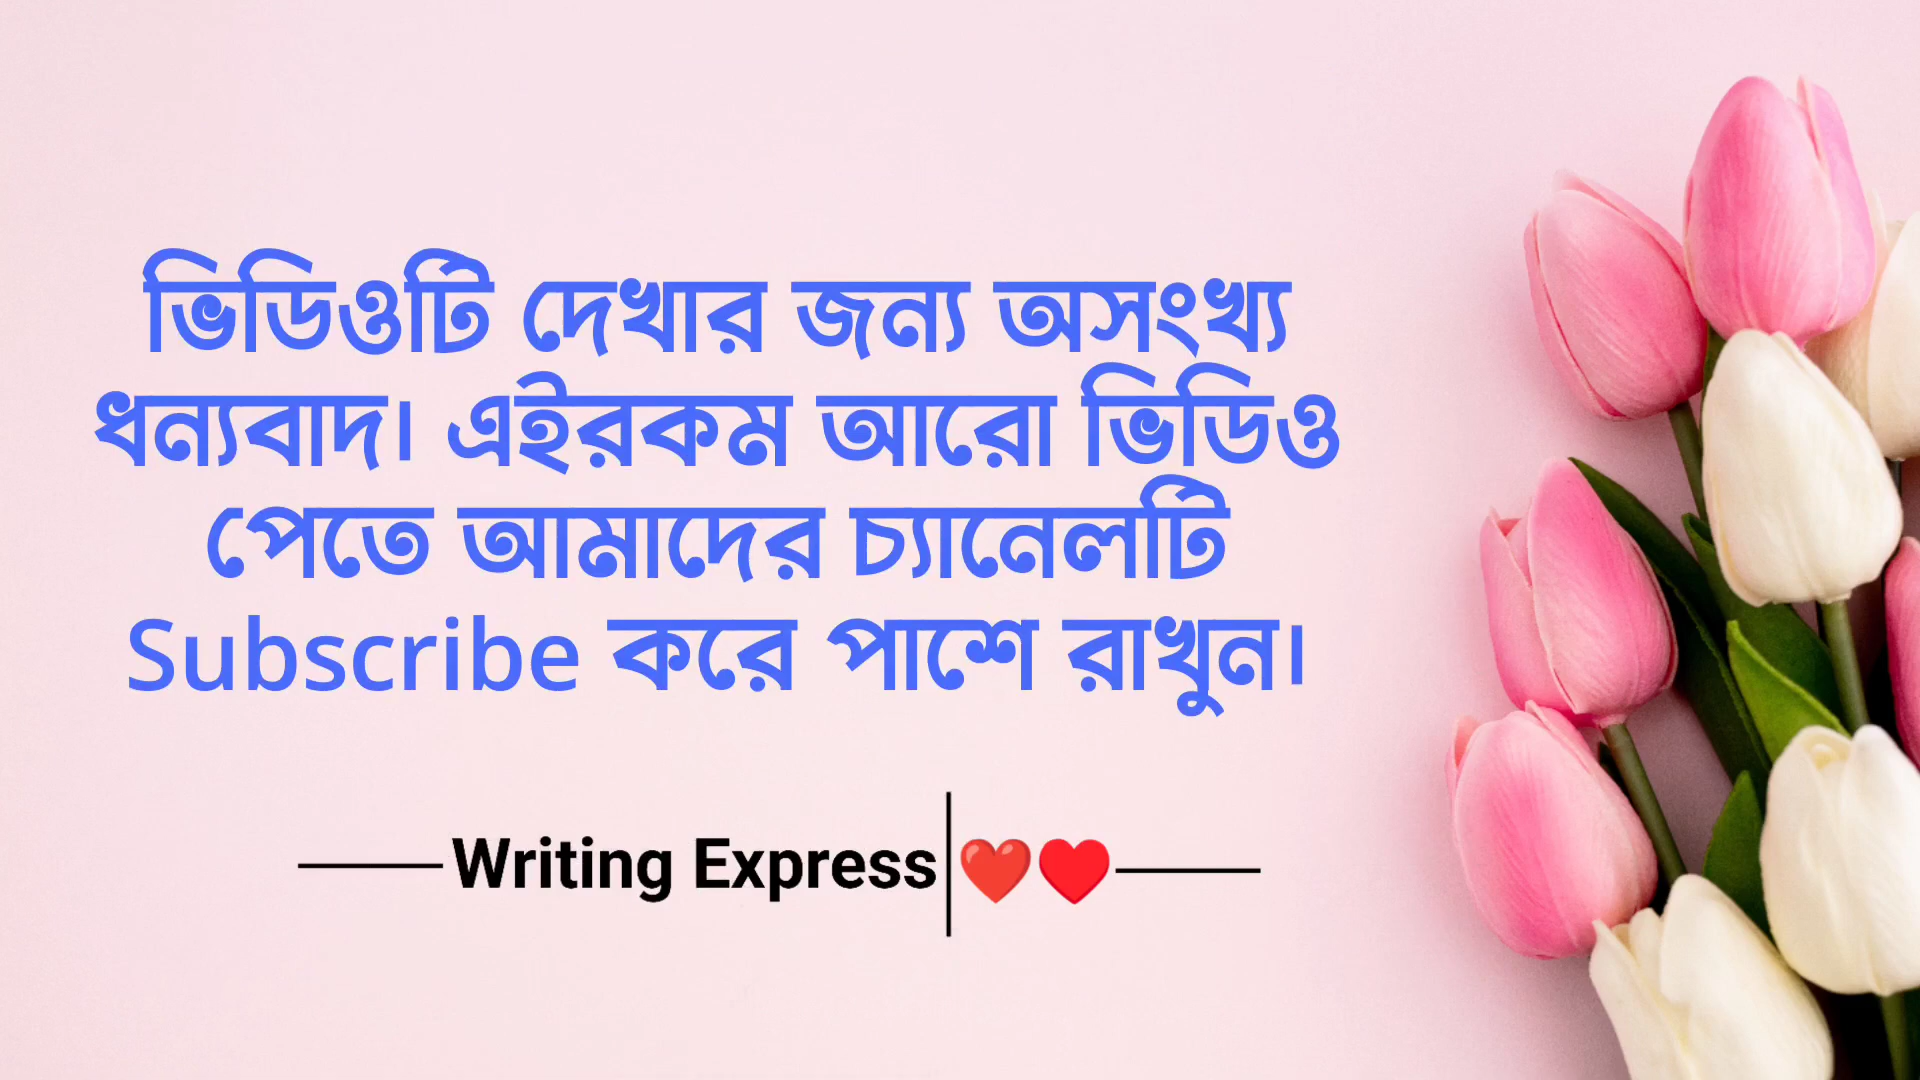 ভিডিওটি দেখার জন্য অসংখ্য
ধন্যবাদ। এইরকম আরো ভিডিও
পেতে আমাদের চ্যানেলটি
Subscribe করে পাশে রাখুন।
Writing Express ❤️♥️